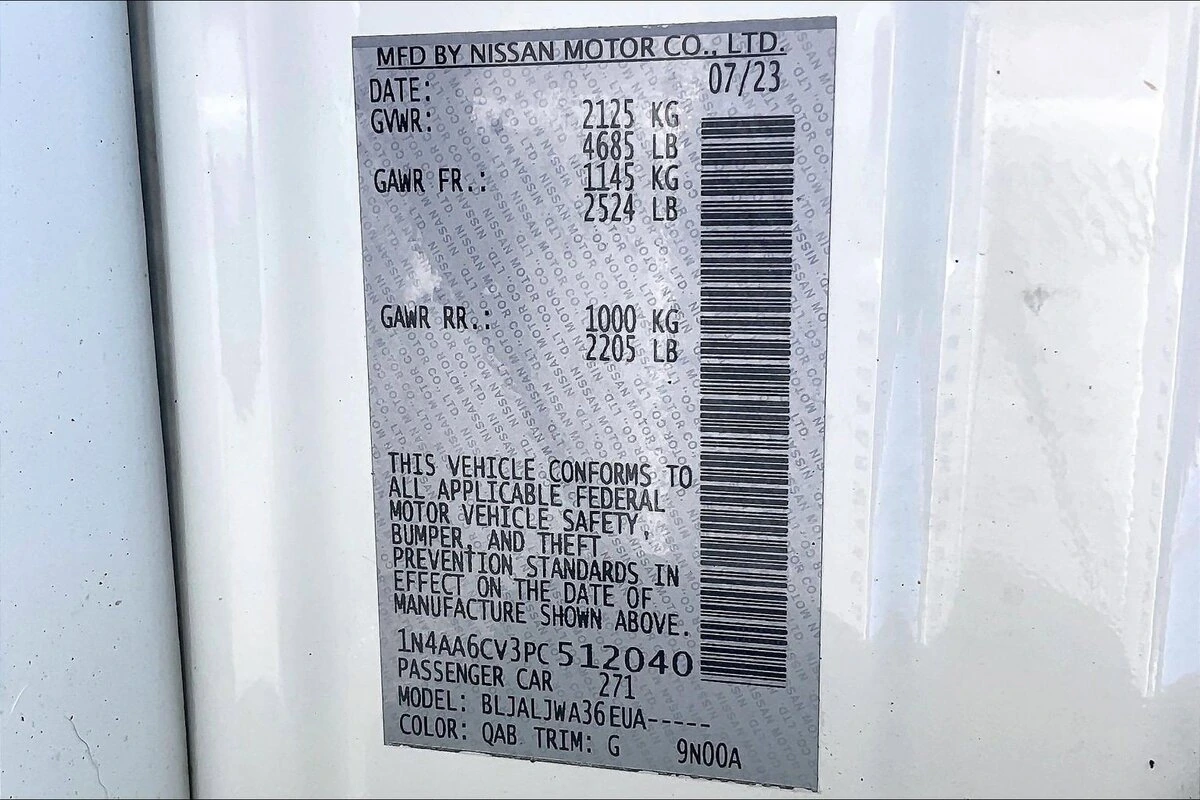 MFD BY NISSAN MOTOR CO., LTD.
DATE: 07/23
GVWR: 2125 KG
4685 LB
GAWR FR.: 1145 KG
2524 LB
GAWR RR.: 1000 KG
2205 LB
THIS VEHICLE CONFORMS TO
ALL APPLICABLE FEDERAL
MOTOR VEHICLE SAFETY,
BUMPER, AND THEFT
PREVENTION STANDARDS IN
EFFECT ON THE DATE OF
MANUFACTURE SHOWN ABOVE.
1N4AA6CV3PC512040
PASSENGER CAR 271
MODEL: BLJALJWA36EUA-----
COLOR: QAB TRIM: G 9N00A